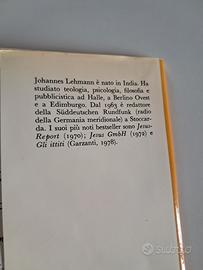 Johannes Lehmann è nato in India. Ha
studiato teologia, psicologia, filosofia e
pubblicistica ad Halle, a Berlino Ovest
e a Edimburgo. Dal 1963 è redattore
della Süddeutschen Rundfunk (radio
della Germania meridionale) a Stoccar-
da. I suoi più noti bestseller sono Jesus-
Report (1970); Jesus GmbH (1972) e
Gli ittiti (Garzanti, 1978).
subito